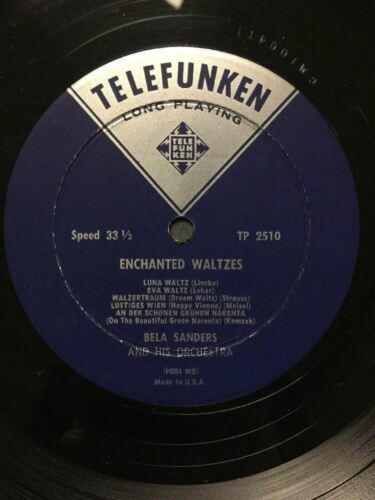 CW10041
TELEFUNKEN
LONG PLAYING
TELE
FUN
KEN
Speed 33 1/3
TP 2510
ENCHANTED WALTZES
LUNA WALTZ (Lincke)
EVA WALTZ (Lehar)
WALZERTRAUM (Dream Waltz) (Strauss)
LUSTIGES WIEN (Happy Vienna) (Meisel)
AN DER SCHÖNEN GRÜNEN NARENTA
(On The Beautiful Green Narenta) (Komzak)
BELA SANDERS
AND HIS ORCHESTRA
Made In U.S.A.